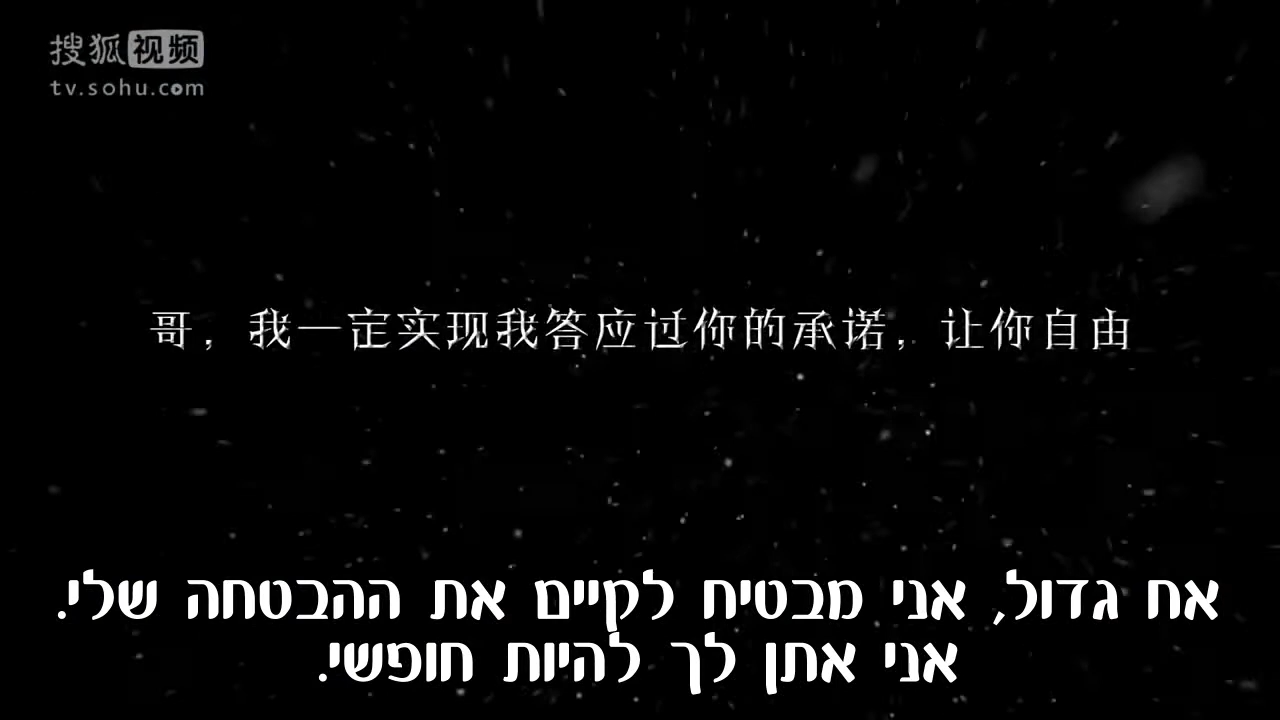 搜狐视频
tv.sohu.com
哥，我一定实现我答应过你的承诺，让你自由
אח גדול, אני מבטיח לקיים את ההבטחה שלי.
אני אתן לך להיות חופשי.